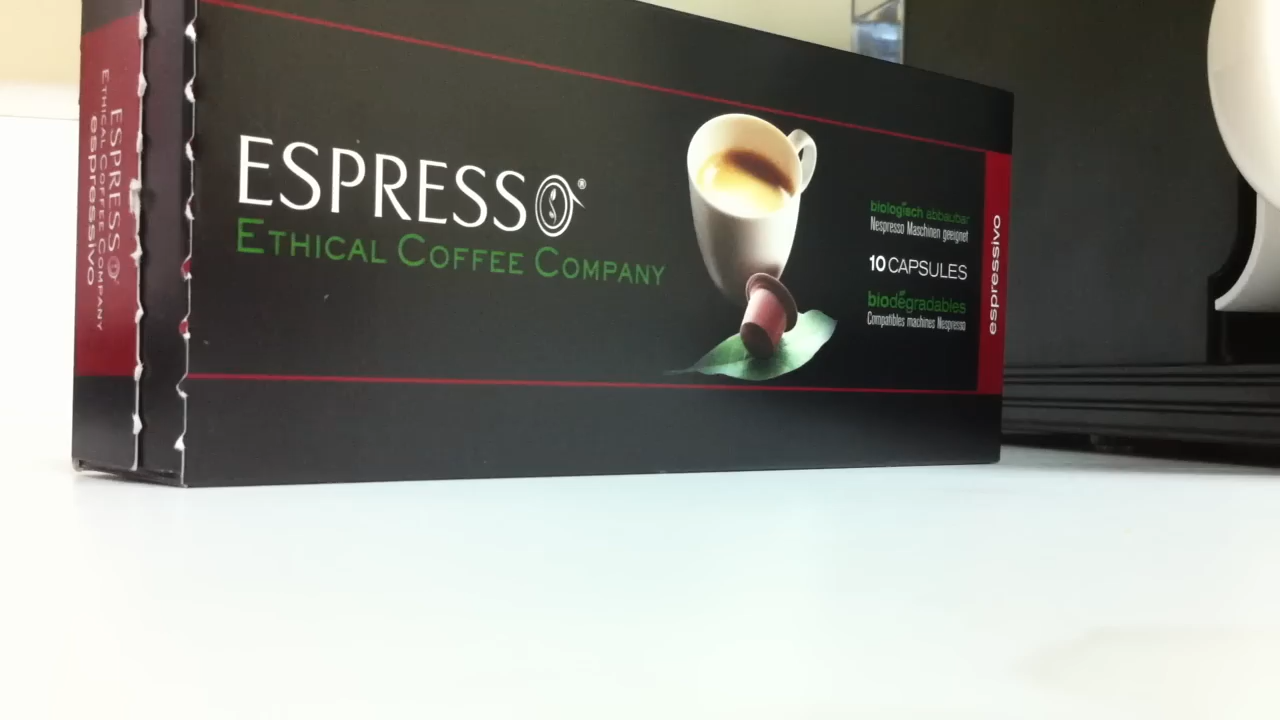 ESPRESSO
ETHICAL COFFEE COMPANY
espressivo
ESPRESSO®
ETHICAL COFFEE COMPANY
biologisch abbaubar
Nespresso Maschinen geeignet
10 CAPSULES
biodégradables
Compatibles machines Nespresso
espressivo